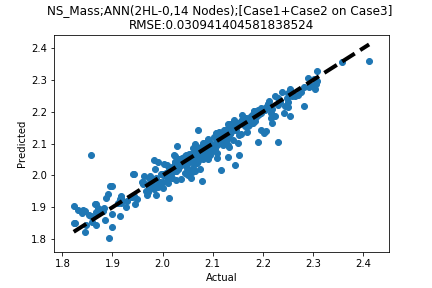 NS_Mass;ANN(2HL-0,14 Nodes);[Case1+Case2 on Case3]
RMSE:0.030941404581838524
2.4
2.3
2.2
2.1
2.0
1.9
1.8
Predicted
1.8 1.9 2.0 2.1 2.2 2.3 2.4
Actual